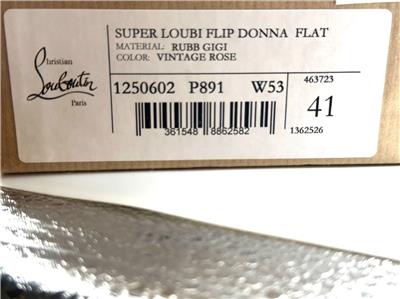 SUPER LOUBI FLIP DONNA FLAT
MATERIAL: RUBB GIGI
COLOR: VINTAGE ROSE
Christian
Louboutin
Paris
1250602 P891 W53
463723
41
1362526
361548 8862582